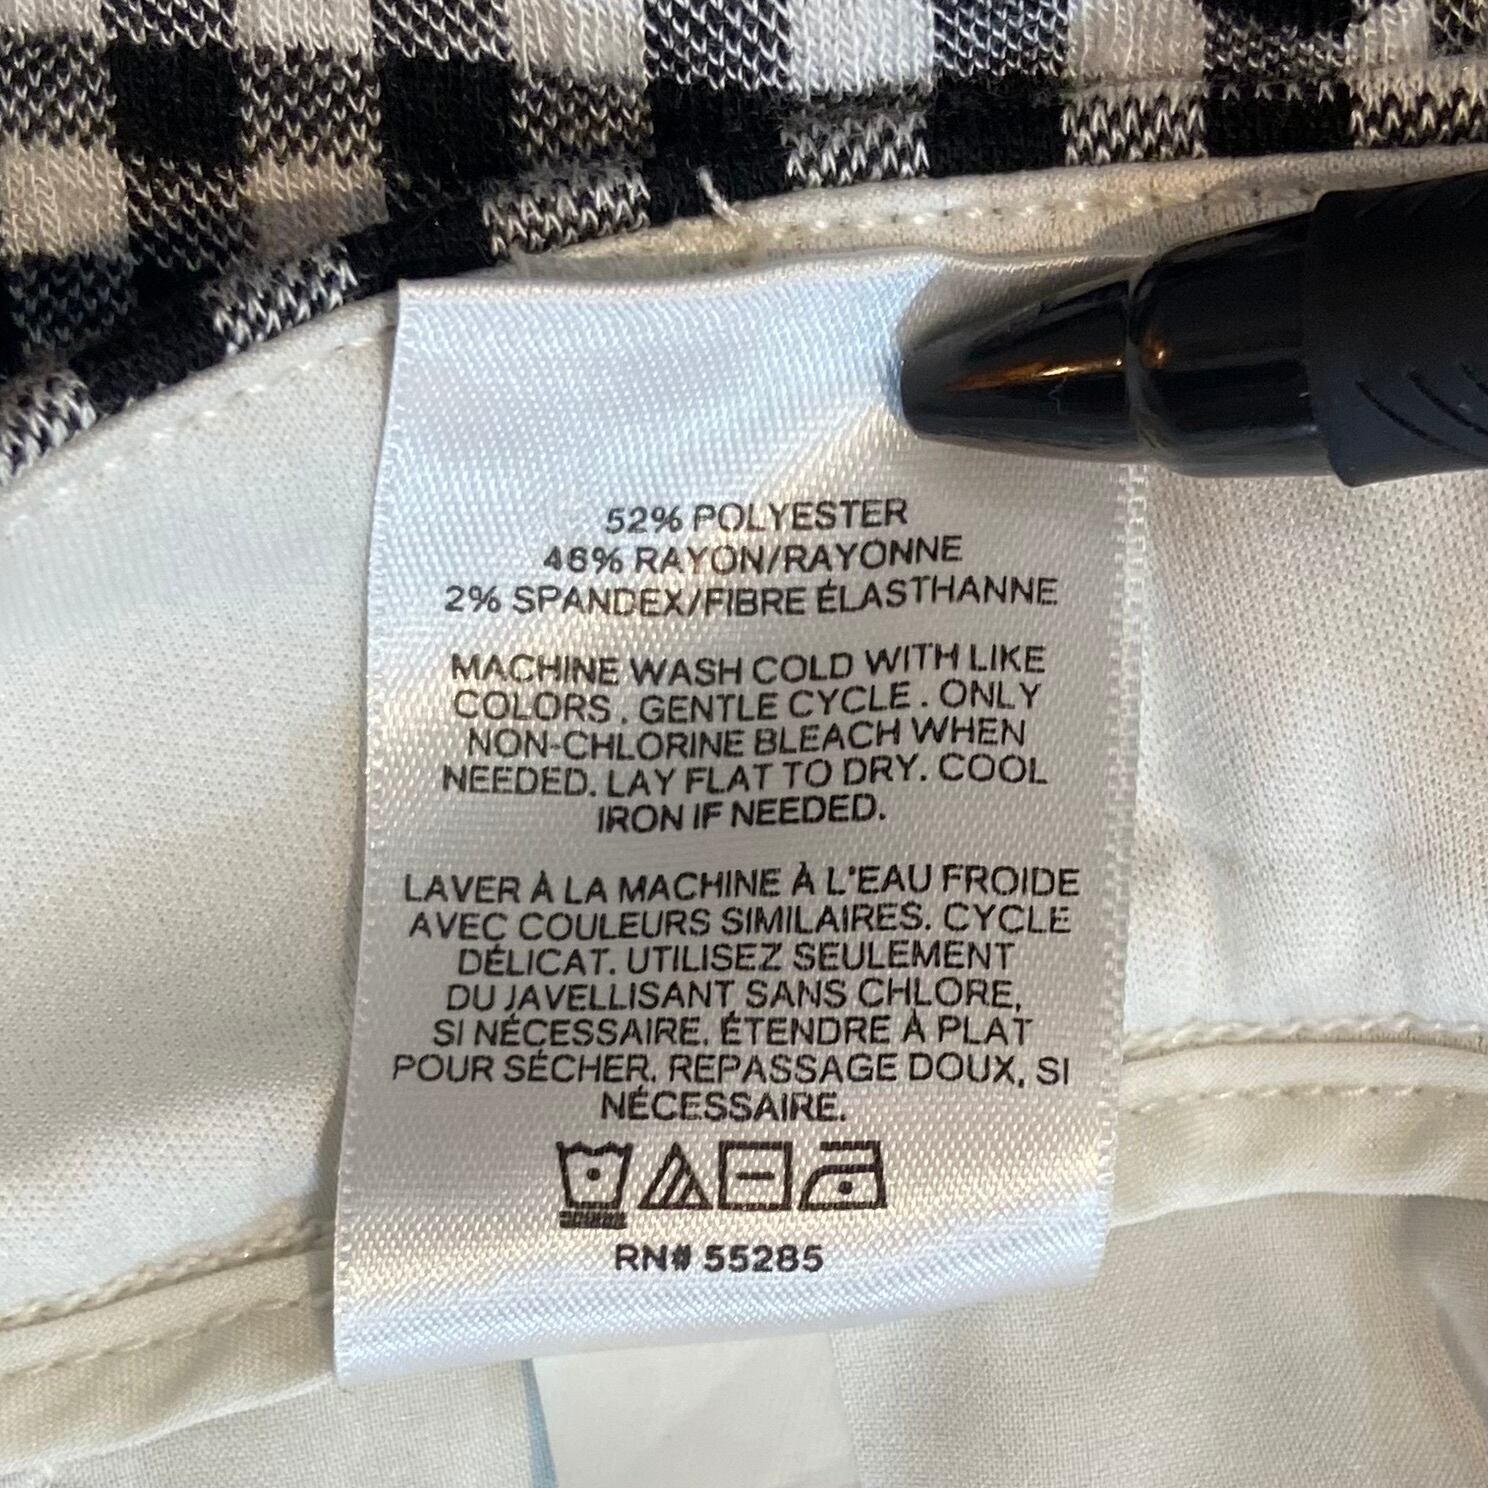 52% POLYESTER
46% RAYON/RAYONNE
2% SPANDEX/FIBRE ÉLASTHANNE
MACHINE WASH COLD WITH LIKE
COLORS . GENTLE CYCLE . ONLY
NON-CHLORINE BLEACH WHEN
NEEDED. LAY FLAT TO DRY. COOL
IRON IF NEEDED.
LAVER À LA MACHINE À L'EAU FROIDE
AVEC COULEURS SIMILAIRES. CYCLE
DÉLICAT. UTILISEZ SEULEMENT
DU JAVELLISANT SANS CHLORE,
SI NÉCESSAIRE. ÉTENDRE À PLAT
POUR SÉCHER. REPASSAGE DOUX, SI
NÉCESSAIRE.
RN# 55285